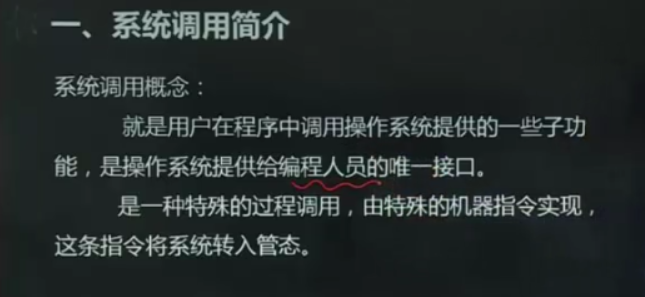 一、系统调用简介
系统调用概念：
就是用户在程序中调用操作系统提供的一些子功
能，是操作系统提供给编程人员的唯一接口。
是一种特殊的过程调用，由特殊的机器指令实现，
这条指令将系统转入管态。